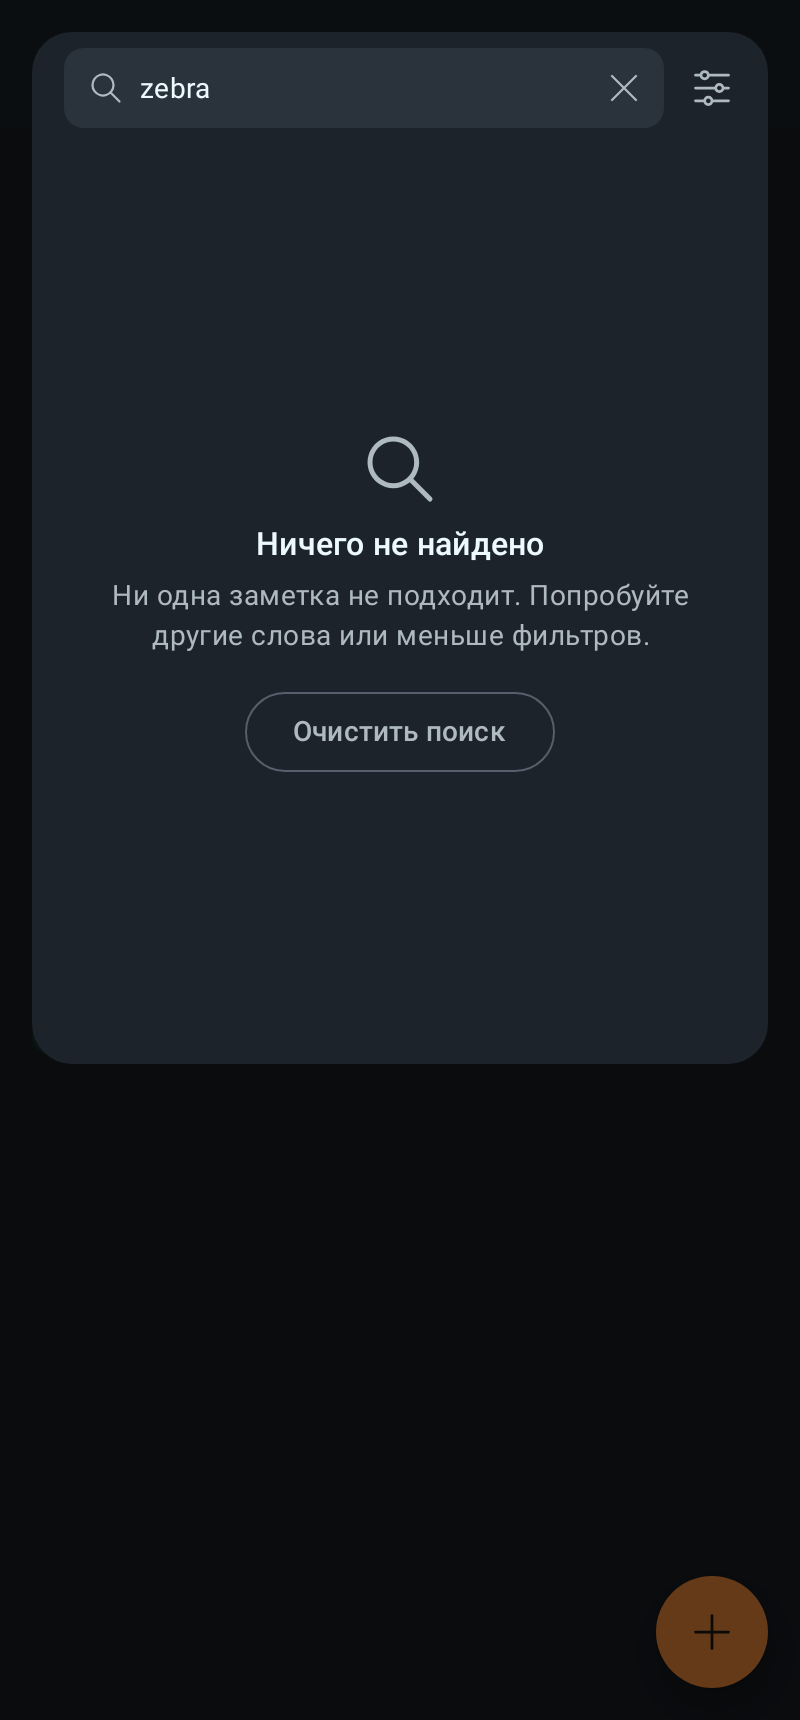 zebra
Ничего не найдено
Ни одна заметка не подходит. Попробуйте
другие слова или меньше фильтров.
Очистить поиск